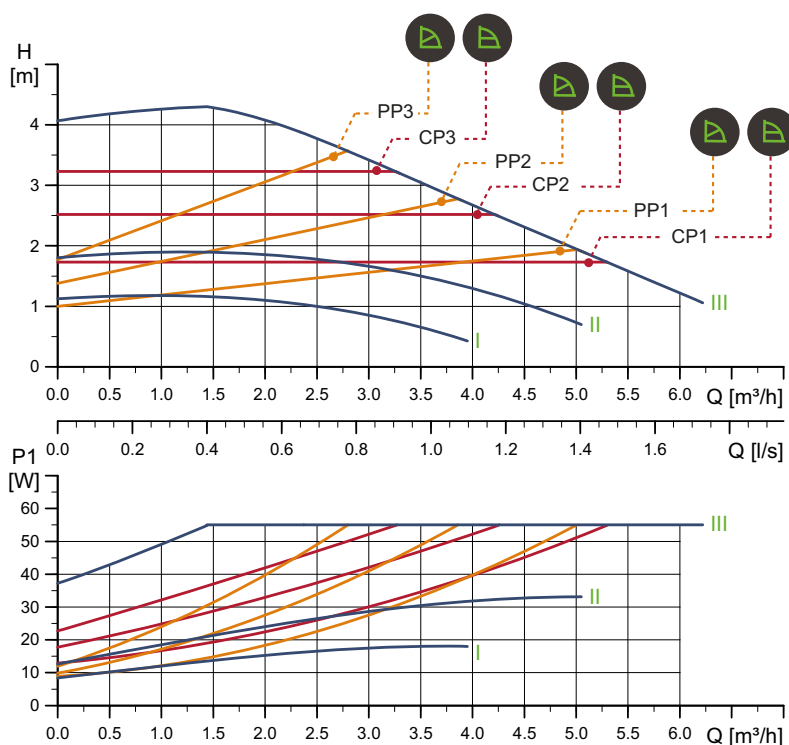 H
[m]
PP3
CP3
PP2
CP2
PP1
CP1
4
3
2
1
0
I
II
III
0.0 0.5 1.0 1.5 2.0 2.5 3.0 3.5 4.0 4.5 5.0 5.5 6.0 Q [m³/h]
0.0 0.2 0.4 0.6 0.8 1.0 1.2 1.4 1.6 Q [l/s]
P1
[W]
60
50
40
30
20
10
0
III
II
I
0.0 0.5 1.0 1.5 2.0 2.5 3.0 3.5 4.0 4.5 5.0 5.5 6.0 Q [m³/h]